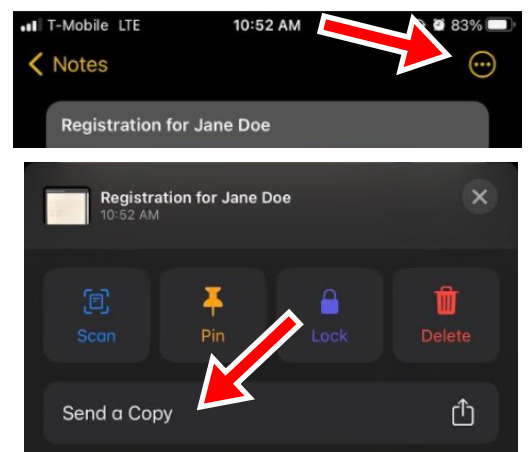 T-Mobile LTE 10:52 AM 83%
Notes
Registration for Jane Doe
Registration for Jane Doe
10:52 AM
Scan Pin Lock Delete
Send a Copy